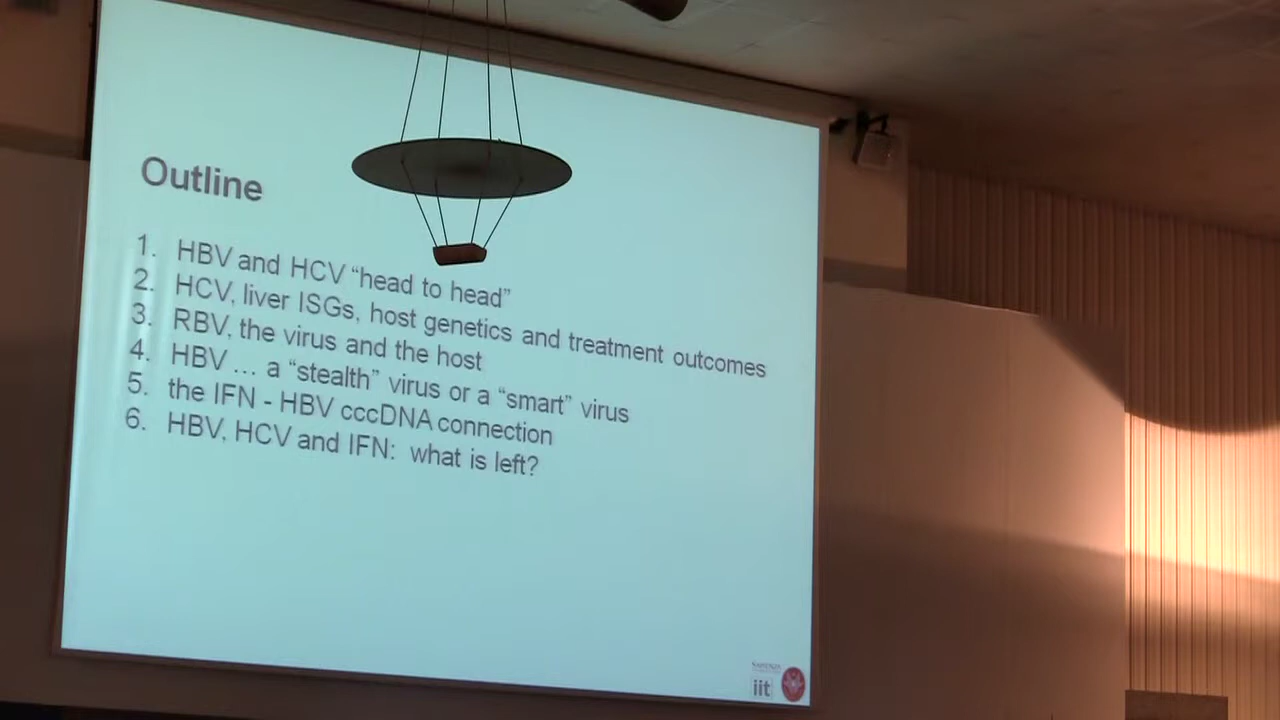 Outline
1. HBV and HCV “head to head”
2. HCV, liver ISGs, host genetics and treatment outcomes
3. RBV, the virus and the host
4. HBV ... a “stealth” virus or a “smart” virus
5. the IFN - HBV cccDNA connection
6. HBV, HCV and IFN: what is left?
SAPIENZA
iit